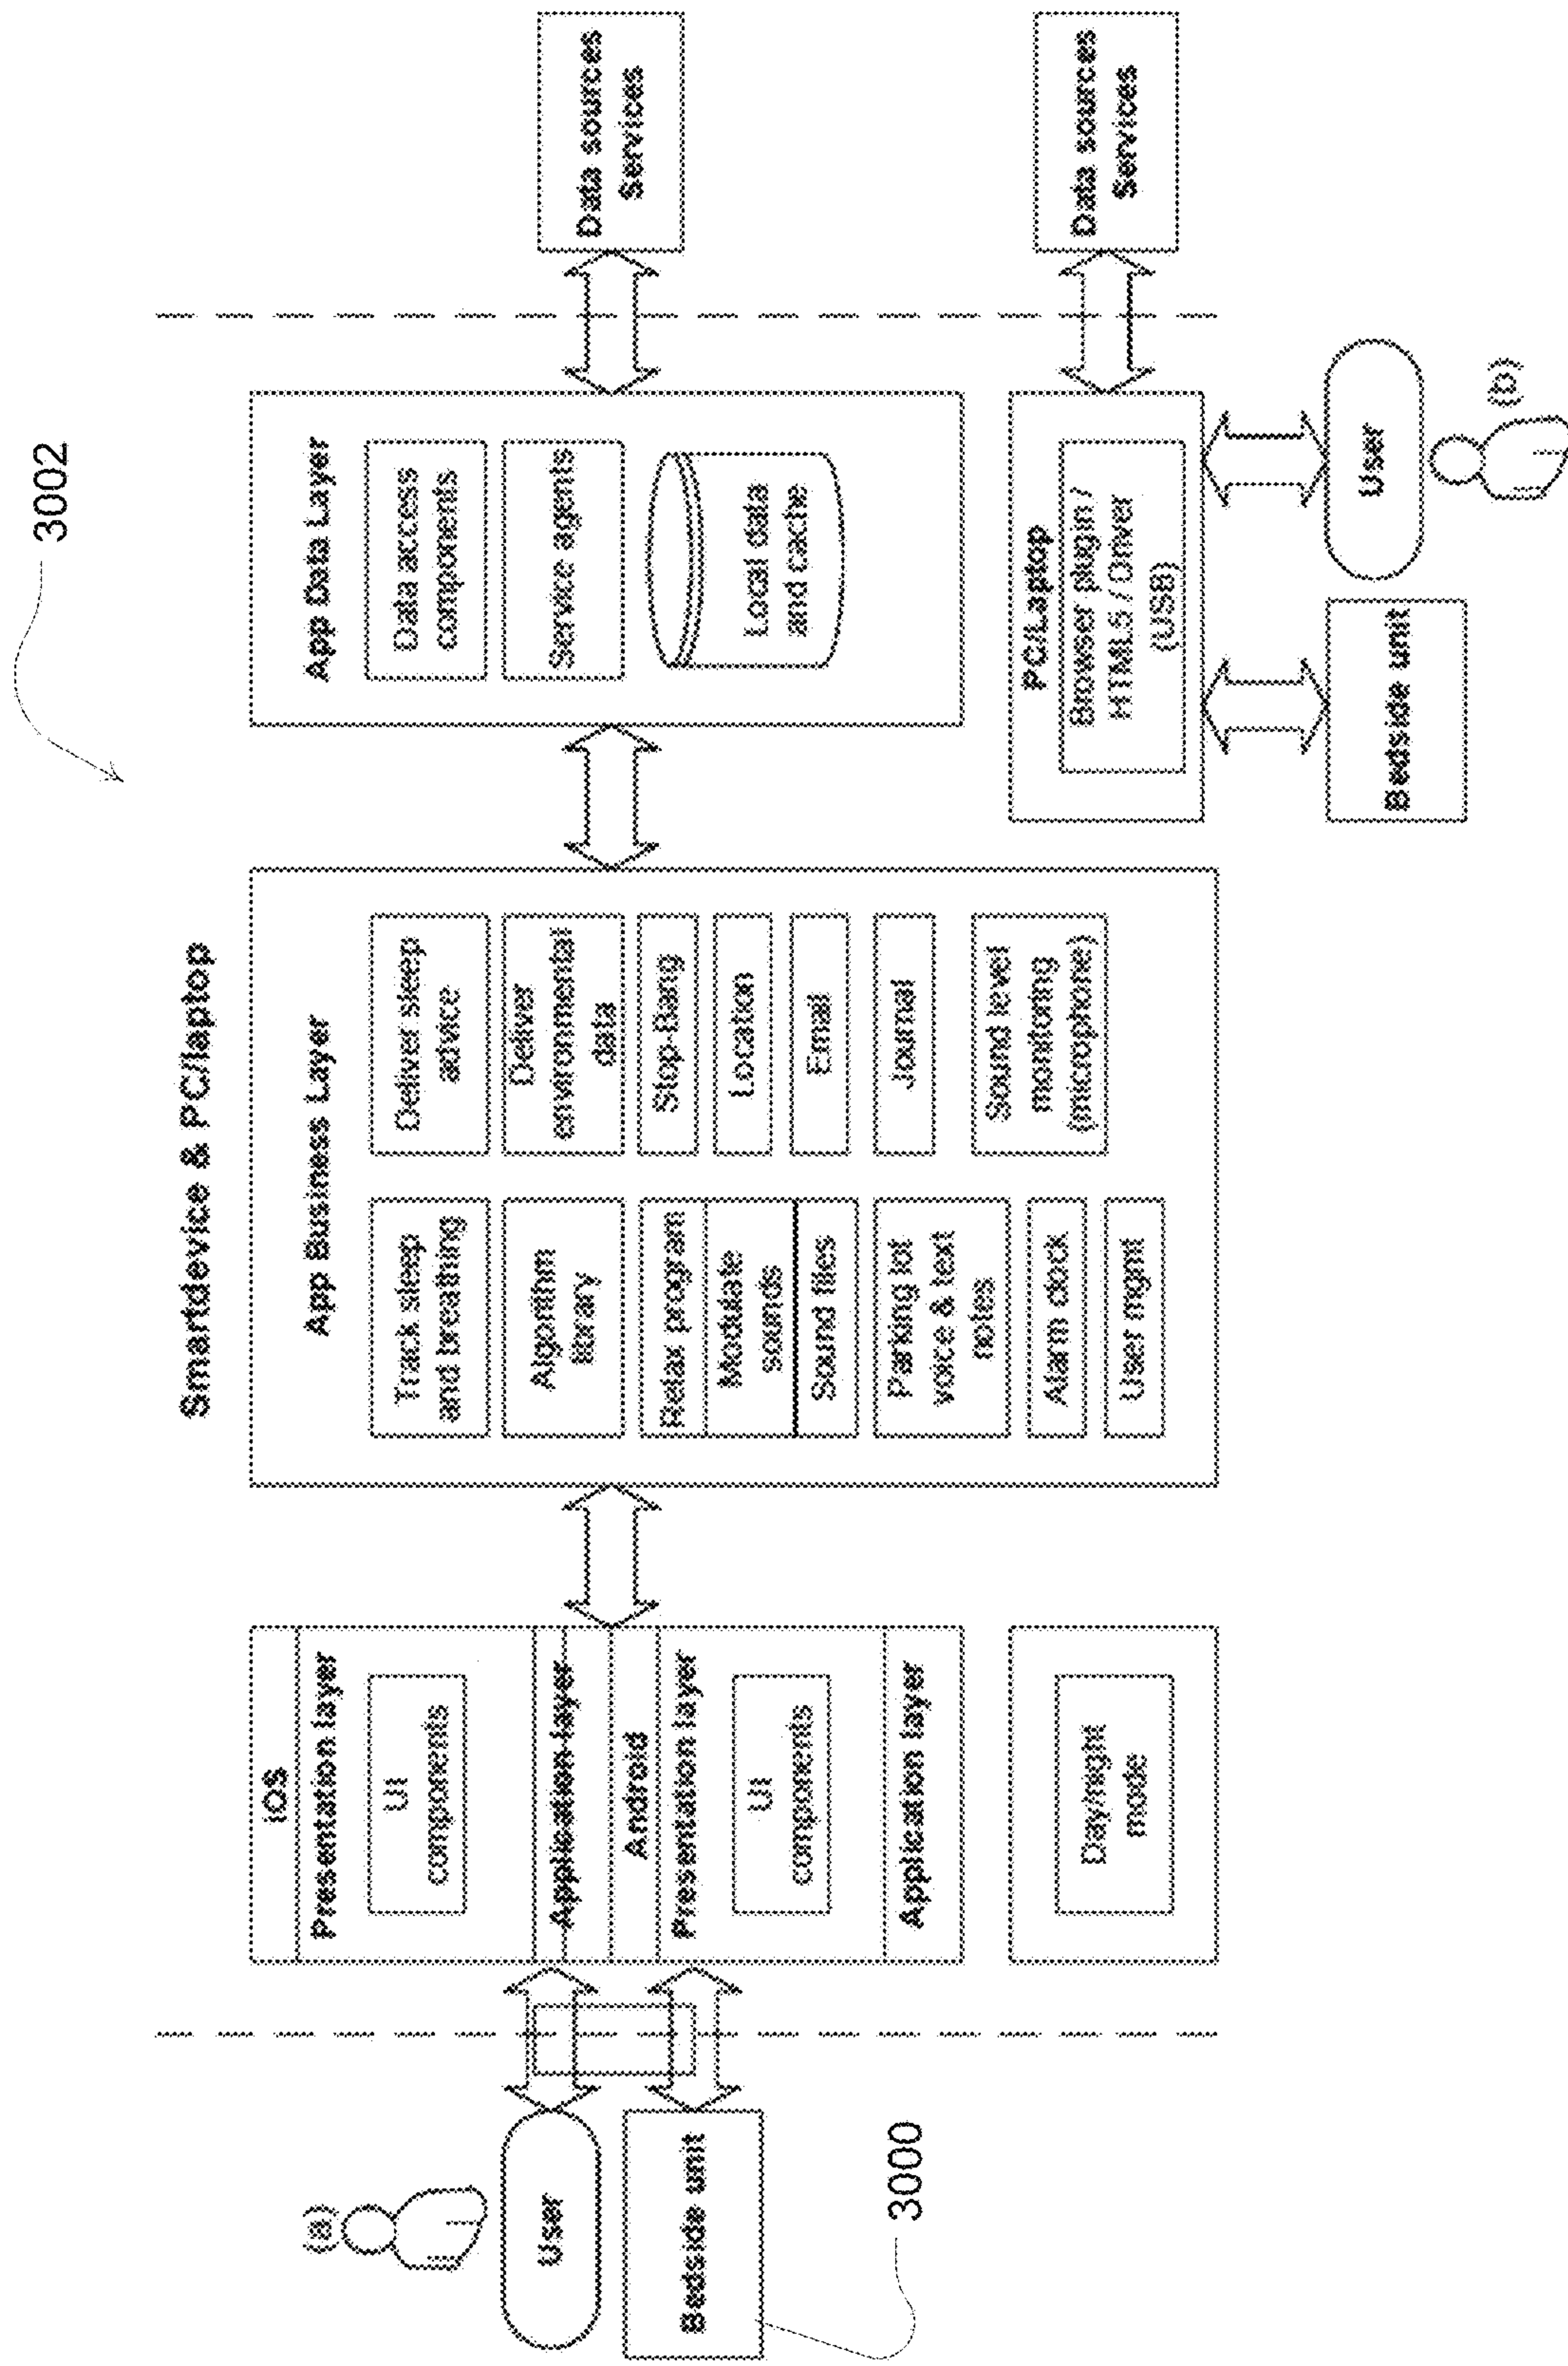 3002
Smartdevice & PC/laptop
(a)
User
Bedside unit
3000
iOS
Presentation layer
UI
components
Application layer
Android
Presentation layer
UI
components
Application layer
Day/night
mode
App Business Layer
Track sleep
and breathing
Algorithm
library
Relax program
Modulate
sounds
Sound files
Parking lot
voice & text
notes
Alarm clock
User mgmt
Deliver sleep
advice
Deliver
environmental
data
Stop-Bang
Location
Email
Journal
Sound level
monitoring
(microphone)
App Data Layer
Data access
components
Service agents
Local data
and cache
PC/Laptop
Browser plugin /
HTML5 / Driver
(USB)
Bedside unit
User
(b)
Data sources
Services
Data sources
Services